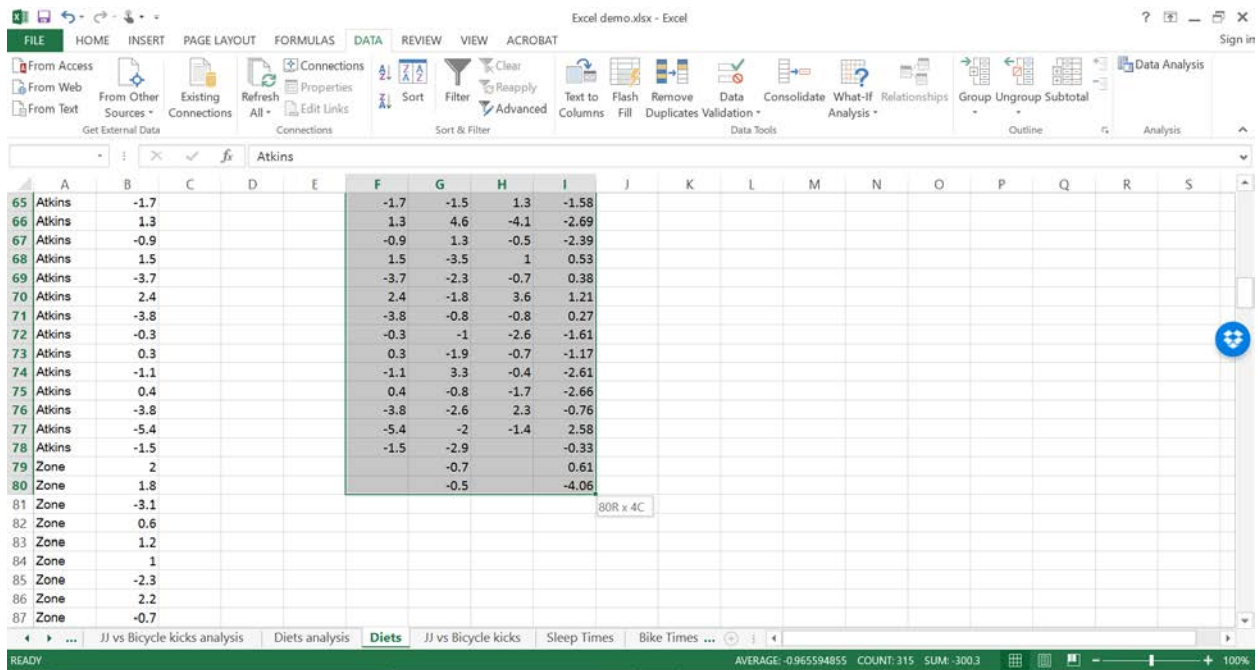 Excel demo.xlsx - Excel
FILE HOME INSERT PAGE LAYOUT FORMULAS DATA REVIEW VIEW ACROBAT Sign in
From Access
From Web
From Text
From Other Sources
Get External Data
Existing Connections
Refresh All
Connections
Properties
Edit Links
Connections
Sort
Filter
Clear
Reapply
Advanced
Sort & Filter
Text to Columns
Flash Fill
Remove Duplicates
Data Validation
Consolidate
What-If Analysis
Relationships
Data Tools
Group
Ungroup
Subtotal
Outline
Data Analysis
Analysis
fx Atkins
A B C D E F G H I J K L M N O P Q R S
65 Atkins -1.7 -1.7 -1.5 1.3 -1.58
66 Atkins 1.3 1.3 4.6 -4.1 -2.69
67 Atkins -0.9 -0.9 1.3 -0.5 -2.39
68 Atkins 1.5 1.5 -3.5 1 0.53
69 Atkins -3.7 -3.7 -2.3 -0.7 0.38
70 Atkins 2.4 2.4 -1.8 3.6 1.21
71 Atkins -3.8 -3.8 -0.8 -0.8 0.27
72 Atkins -0.3 -0.3 -1 -2.6 -1.61
73 Atkins 0.3 0.3 -1.9 -0.7 -1.17
74 Atkins -1.1 -1.1 3.3 -0.4 -2.61
75 Atkins 0.4 0.4 -0.8 -1.7 -2.66
76 Atkins -3.8 -3.8 -2.6 2.3 -0.76
77 Atkins -5.4 -5.4 -2 -1.4 2.58
78 Atkins -1.5 -1.5 -2.9 -0.33
79 Zone 2 -0.7 0.61
80 Zone 1.8 -0.5 -4.06
81 Zone -3.1 80R x 4C
82 Zone 0.6
83 Zone 1.2
84 Zone 1
85 Zone -2.3
86 Zone 2.2
87 Zone -0.7
... JJ vs Bicycle kicks analysis Diets analysis Diets JJ vs Bicycle kicks Sleep Times Bike Times ...
READY AVERAGE: -0.965594855 COUNT: 315 SUM: -300.3 100%